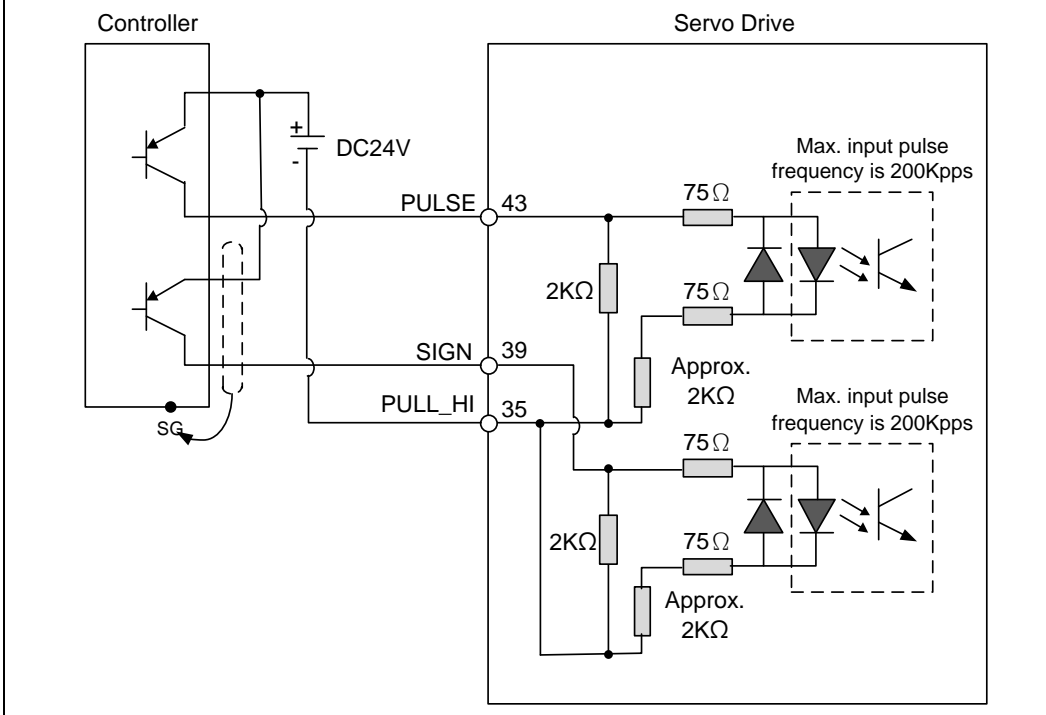 Controller
Servo Drive
+
-
DC24V
Max. input pulse
frequency is 200Kpps
PULSE
43
75Ω
2KΩ
75Ω
SIGN
39
Approx.
2KΩ
PULL_HI
35
SG
Max. input pulse
frequency is 200Kpps
75Ω
2KΩ
75Ω
Approx.
2KΩ